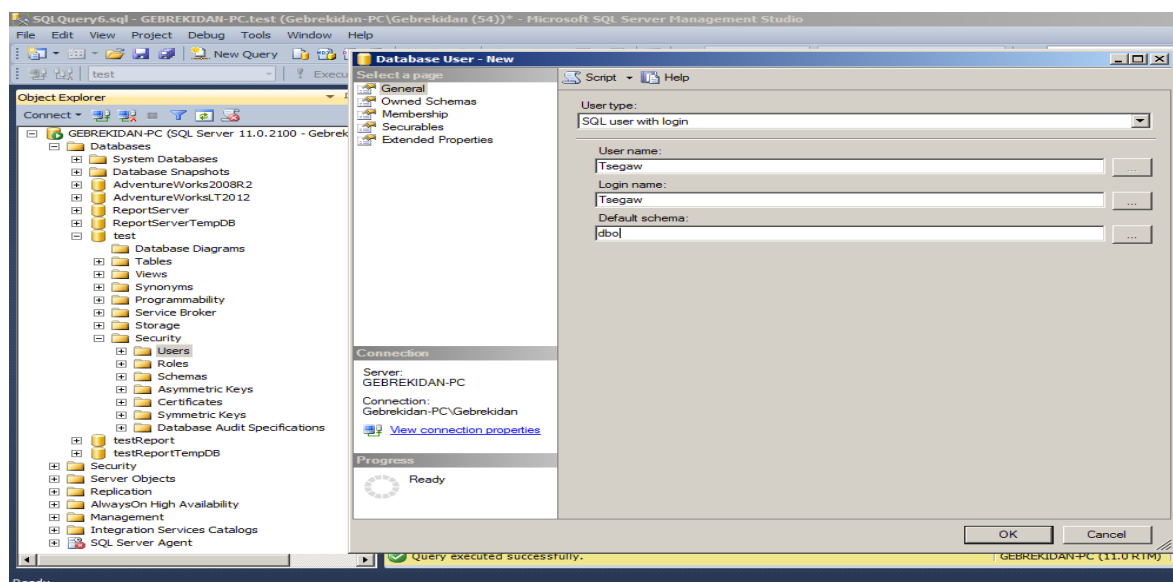 SQLQuery6.sql - GEBREKIDAN-PC.test (Gebrekidan-PC\Gebrekidan (54))* - Microsoft SQL Server Management Studio
File Edit View Project Debug Tools Window Help
New Query
test
Execu
Object Explorer
Connect
GEBREKIDAN-PC (SQL Server 11.0.2100 - Gebrek
Databases
System Databases
Database Snapshots
AdventureWorks2008R2
AdventureWorksLT2012
ReportServer
ReportServerTempDB
test
Database Diagrams
Tables
Views
Synonyms
Programmability
Service Broker
Storage
Security
Users
Roles
Schemas
Asymmetric Keys
Certificates
Symmetric Keys
Database Audit Specifications
testReport
testReportTempDB
Security
Server Objects
Replication
AlwaysOn High Availability
Management
Integration Services Catalogs
SQL Server Agent
Database User - New
Select a page
General
Owned Schemas
Membership
Securables
Extended Properties
Connection
Server:
GEBREKIDAN-PC
Connection:
Gebrekidan-PC\Gebrekidan
View connection properties
Progress
Ready
Script Help
User type:
SQL user with login
User name:
Tsegaw
...
Login name:
Tsegaw
...
Default schema:
dbo
...
OK Cancel
Query executed successfully.
GEBREKIDAN-PC (11.0 RTM)
Ready